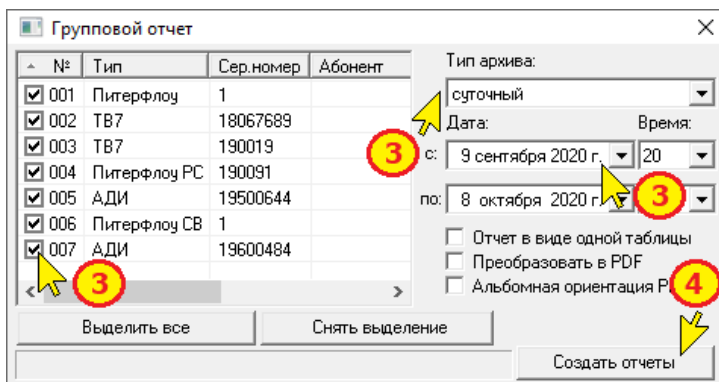 Групповой отчет
№ Тип Сер.номер Абонент
001 Питерфлоу 1
002 ТВ7 18067689
003 ТВ7 190019
004 Питерфлоу РС 190091
005 АДИ 19500644
006 Питерфлоу СВ 1
007 АДИ 19600484
3
Выделить все
Снять выделение
Тип архива:
суточный
3
Дата: Время:
с: 9 сентября 2020 г. 20
3
по: 8 октября 2020 г.
Отчет в виде одной таблицы
Преобразовать в PDF
Альбомная ориентация
4
Создать отчеты